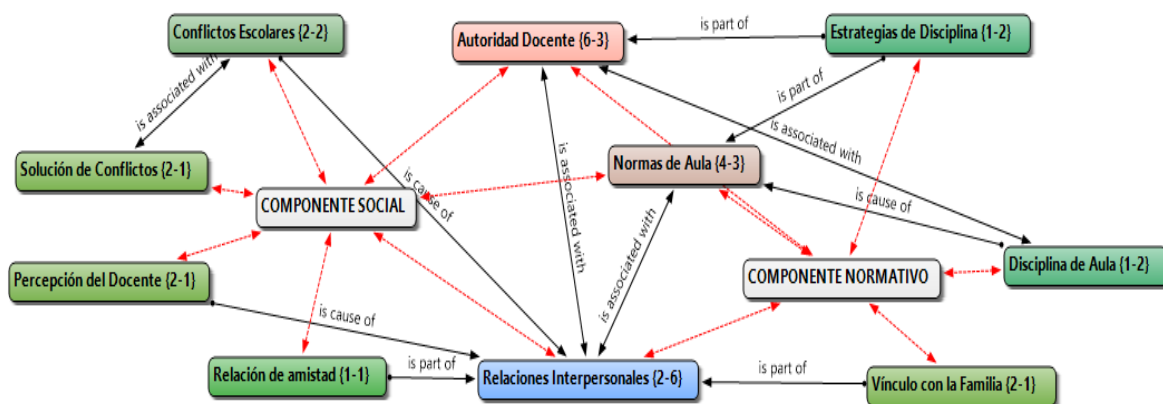 Conflictos Escolares {2-2}
Autoridad Docente {6-3}
is part of
Estrategias de Disciplina {1-2}
is associated with
is part of
is associated with
Solución de Conflictos {2-1}
Normas de Aula {4-3}
COMPONENTE SOCIAL
is cause of
is associated with
is cause of
is associated with
Percepción del Docente {2-1}
COMPONENTE NORMATIVO
Disciplina de Aula {1-2}
is cause of
Relación de amistad {1-1}
is part of
Relaciones Interpersonales {2-6}
is part of
Vínculo con la Familia {2-1}